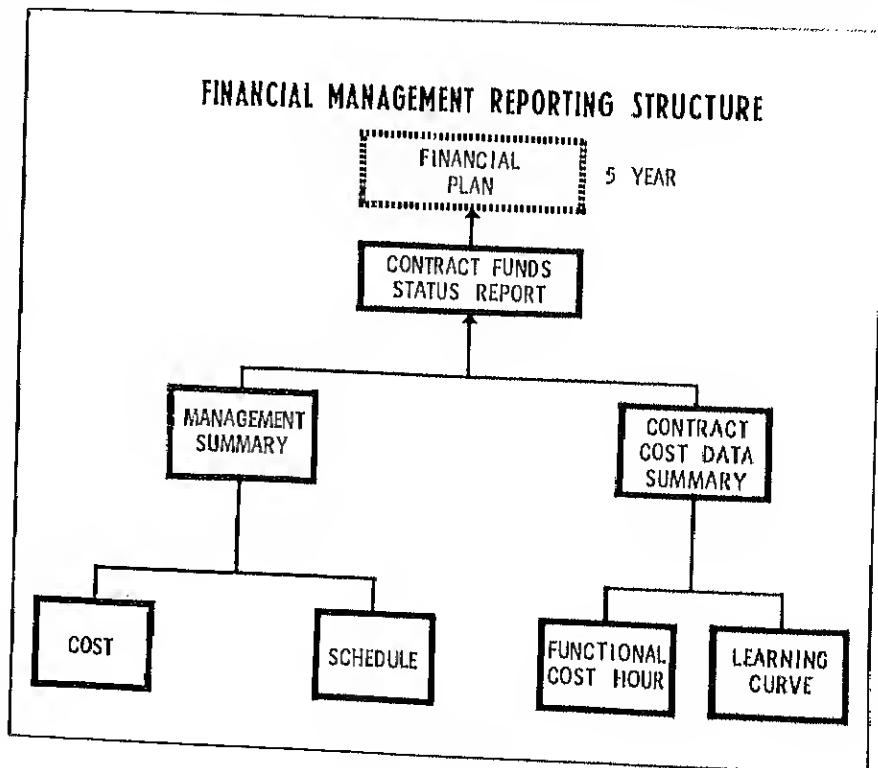 FINANCIAL MANAGEMENT REPORTING STRUCTURE
FINANCIAL
PLAN
5 YEAR
CONTRACT FUNDS
STATUS REPORT
MANAGEMENT
SUMMARY
CONTRACT
COST DATA
SUMMARY
COST
SCHEDULE
FUNCTIONAL
COST HOUR
LEARNING
CURVE